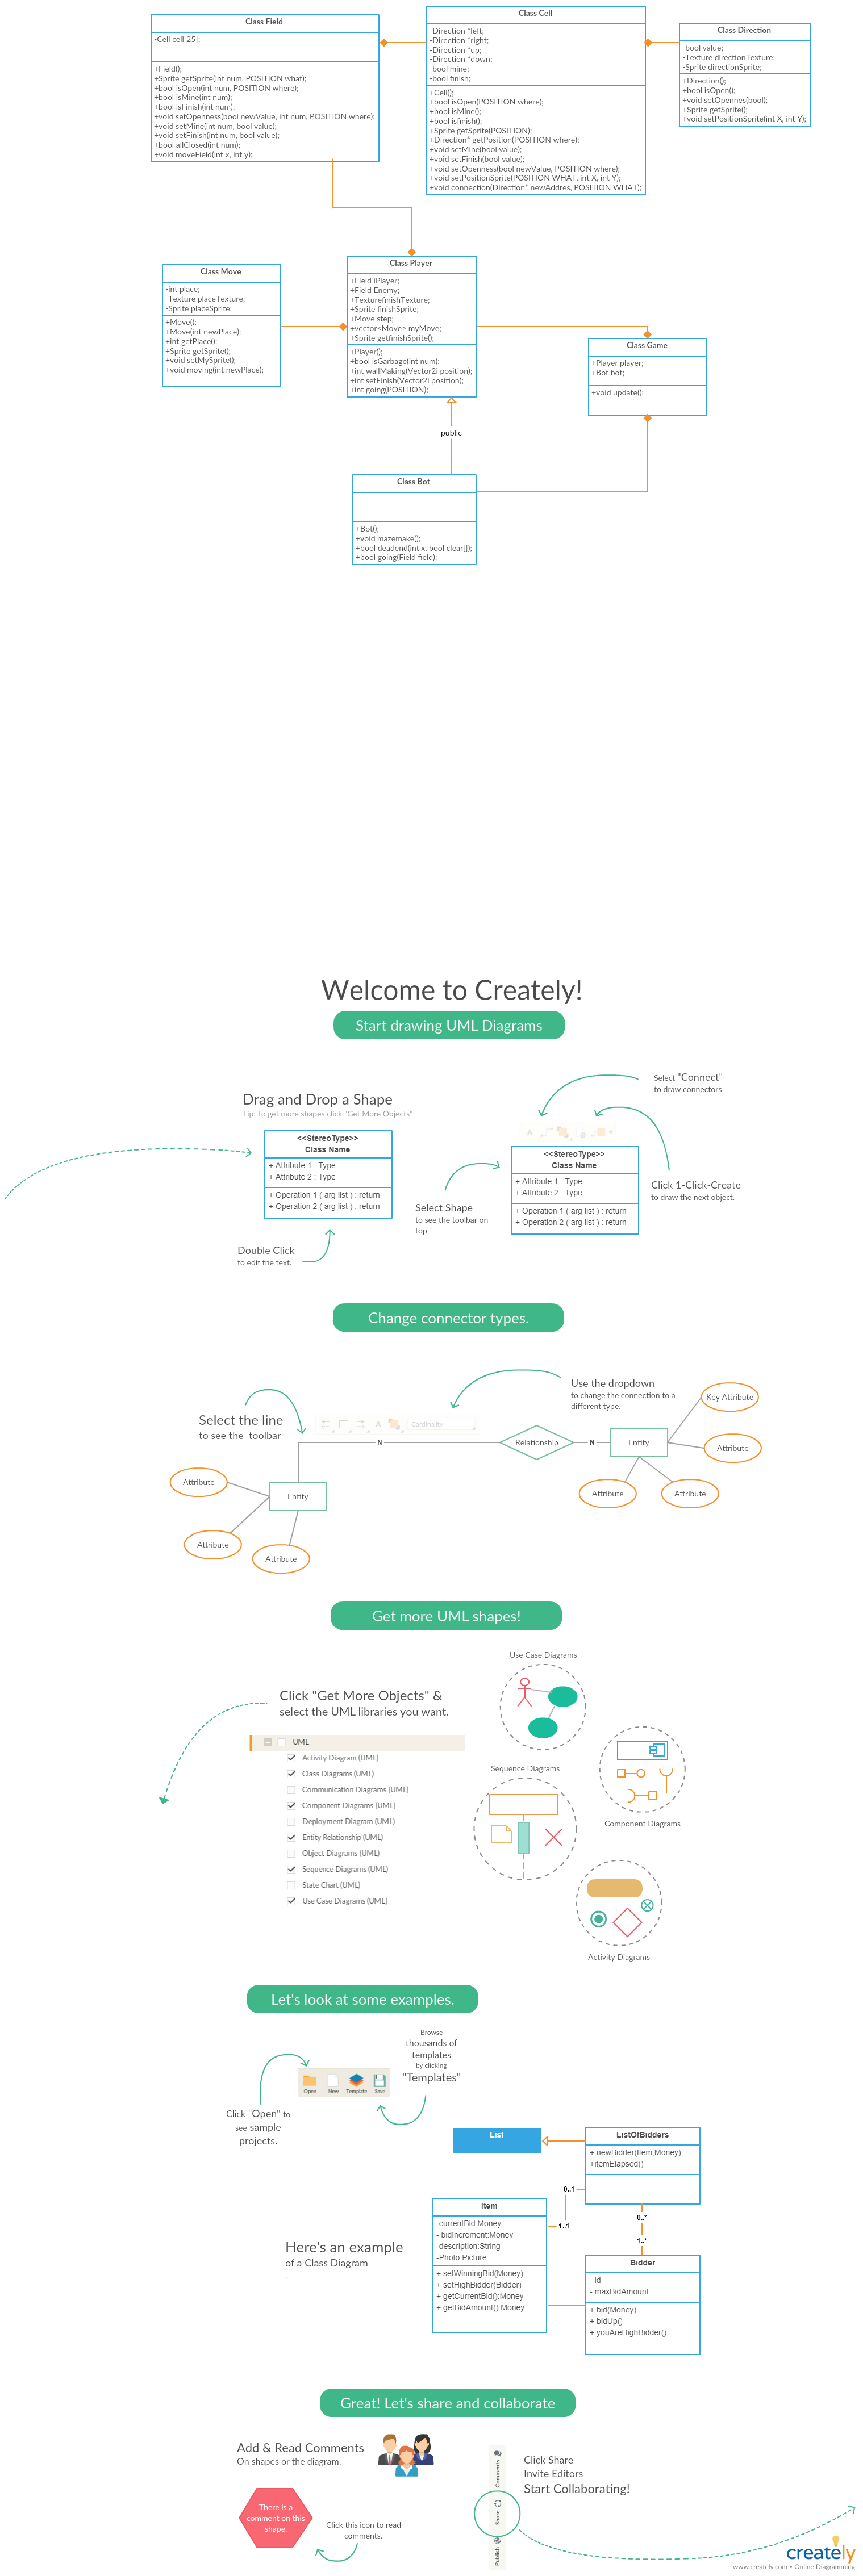 Class Field
-Cell cell[25];
+Field();
+Sprite getSprite(int num, POSITION what);
+bool isOpen(int num, POSITION where);
+bool isMine(int num);
+bool isFinish(int num);
+void setOpenness(bool newValue, int num, POSITION where);
+void setMine(int num, bool value);
+void setFinish(int num, bool value);
+bool allClosed(int num);
+void moveField(int x, int y);
Class Cell
-Direction *left;
-Direction *right;
-Direction *up;
-Direction *down;
-bool mine;
-bool finish;
+Cell();
+bool isOpen(POSITION where);
+bool isMine();
+bool isfinish();
+Sprite getSprite(POSITION);
+Direction* getPosition(POSITION where);
+void setMine(bool value);
+void setFinish(bool value);
+void setOpenness(bool newValue, POSITION where);
+void setPositionSprite(POSITION WHAT, int X, int Y);
+void connection(Direction* newAddres, POSITION WHAT);
Class Direction
-bool value;
-Texture directionTexture;
-Sprite directionSprite;
+Direction();
+bool isOpen();
+void setOpennes(bool);
+Sprite getSprite();
+void setPositionSprite(int X, int Y);
Class Move
-int place;
-Texture placeTexture;
-Sprite placeSprite;
+Move();
+Move(int newPlace);
+int getPlace();
+Sprite getSprite();
+void setMySprite();
+void moving(int newPlace);
Class Player
+Field iPlayer;
+Field Enemy;
+TexturefinishTexture;
+Sprite finishSprite;
+Move step;
+vector<Move> myMove;
+Sprite getfinishSprite();
+Player();
+bool isGarbage(int num);
+int wallMaking(Vector2i position);
+int setFinish(Vector2i position);
+int going(POSITION);
Class Game
+Player player;
+Bot bot;
+void update();
public
Class Bot
+Bot();
+void mazemake();
+bool deadend(int x, bool clear[]);
+bool going(Field field);
Welcome to Creately!
Start drawing UML Diagrams
Drag and Drop a Shape
Tip: To get more shapes click "Get More Objects"
<<StereoType>>
Class Name
+ Attribute 1 : Type
+ Attribute 2 : Type
+ Operation 1 ( arg list ) : return
+ Operation 2 ( arg list ) : return
Double Click
to edit the text.
Select "Connect"
to draw connectors
A
<<StereoType>>
Class Name
+ Attribute 1 : Type
+ Attribute 2 : Type
+ Operation 1 ( arg list ) : return
+ Operation 2 ( arg list ) : return
Select Shape
to see the toolbar on
top
Click 1-Click-Create
to draw the next object.
Change connector types.
Select the line
to see the toolbar
A
Cardinality
Use the dropdown
to change the connection to a
different type.
N
Relationship
N
Entity
Key Attribute
Attribute
Attribute
Attribute
Attribute
Entity
Attribute
Attribute
Get more UML shapes!
Click "Get More Objects" &
select the UML libraries you want.
UML
Activity Diagram (UML)
Class Diagrams (UML)
Communication Diagrams (UML)
Component Diagrams (UML)
Deployment Diagram (UML)
Entity Relationship (UML)
Object Diagrams (UML)
Sequence Diagrams (UML)
State Chart (UML)
Use Case Diagrams (UML)
Use Case Diagrams
Sequence Diagrams
Component Diagrams
Activity Diagrams
Let's look at some examples.
Browse
thousands of
templates
by clicking
"Templates"
Open
New
Template
Save
Click "Open" to
see sample
projects.
List
ListOfBidders
+ newBidder(Item,Money)
+itemElapsed()
0..1
1..1
0..*
1..*
Item
-currentBid:Money
- bidIncrement:Money
-description:String
-Photo:Picture
+ setWinningBid(Money)
+ setHighBidder(Bidder)
+ getCurrentBid():Money
+ getBidAmount():Money
Here's an example
of a Class Diagram
.
Bidder
- id
- maxBidAmount
+ bid(Money)
+ bidUp()
+ youAreHighBidder()
Great! Let's share and collaborate
Add & Read Comments
On shapes or the diagram.
There is a
comment on this
shape.
Click this icon to read
comments.
Comments
Share
Publish
Click Share
Invite Editors
Start Collaborating!
creately
www.creately.com • Online Diagramming